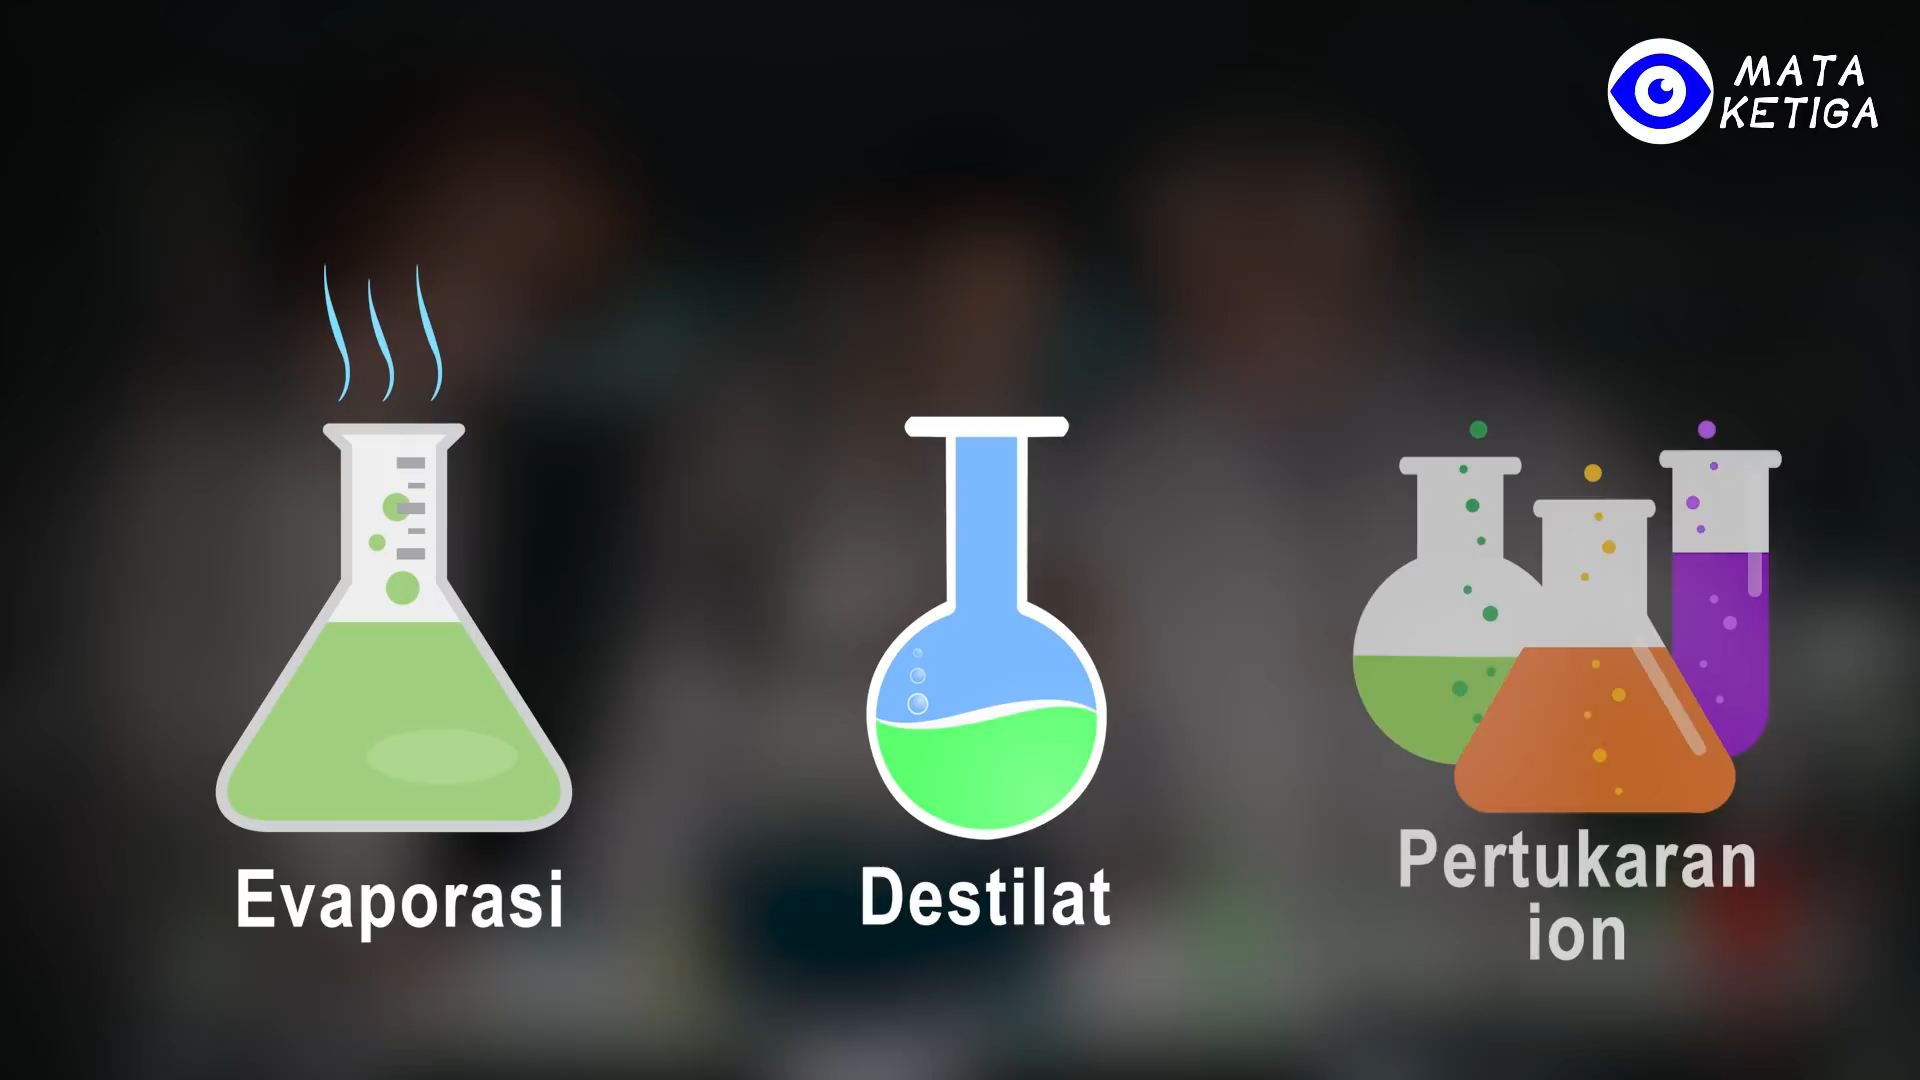 MATA
KETIGA
Evaporasi
Destilat
Pertukaran
ion